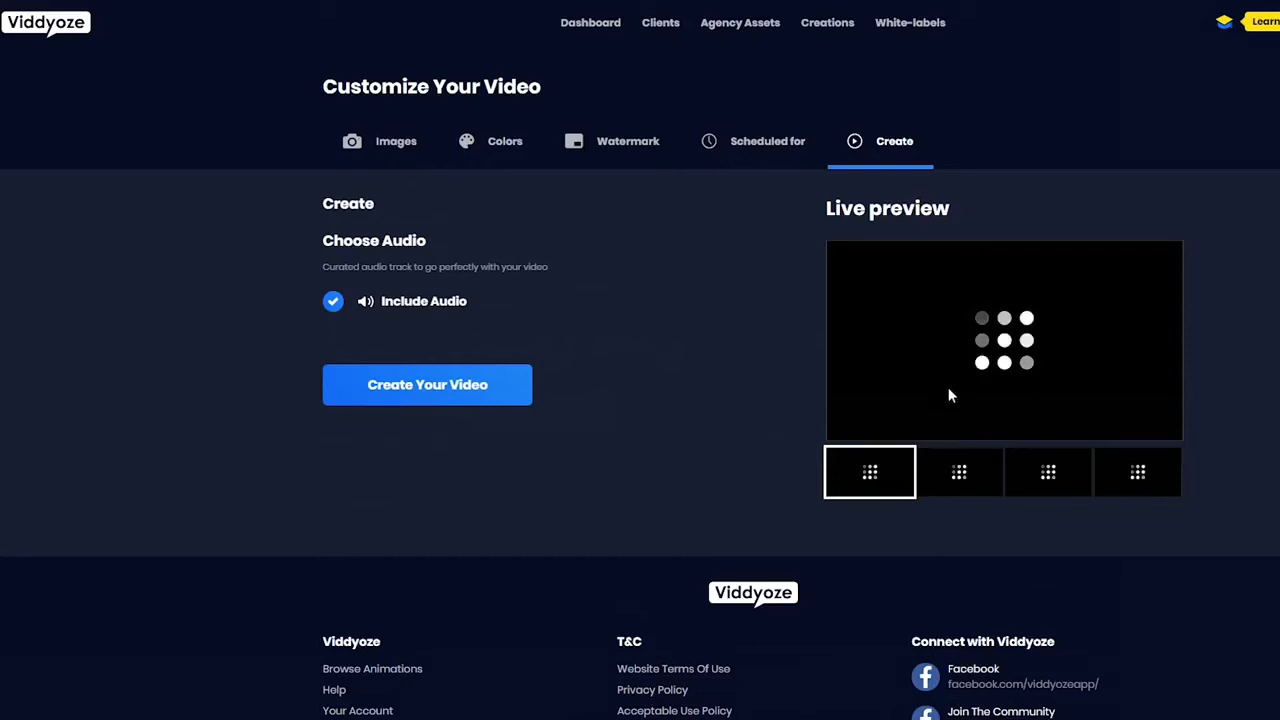 Viddyoze
Dashboard
Clients
Agency Assets
Creations
White-labels
Learn
Customize Your Video
Images
Colors
Watermark
Scheduled for
Create
Create
Choose Audio
Curated audio track to go perfectly with your video
Include Audio
Create Your Video
Live preview
Viddyoze
Viddyoze
Browse Animations
Help
Your Account
T&C
Website Terms Of Use
Privacy Policy
Acceptable Use Policy
Connect with Viddyoze
Facebook
facebook.com/viddyozeapp/
Join The Community